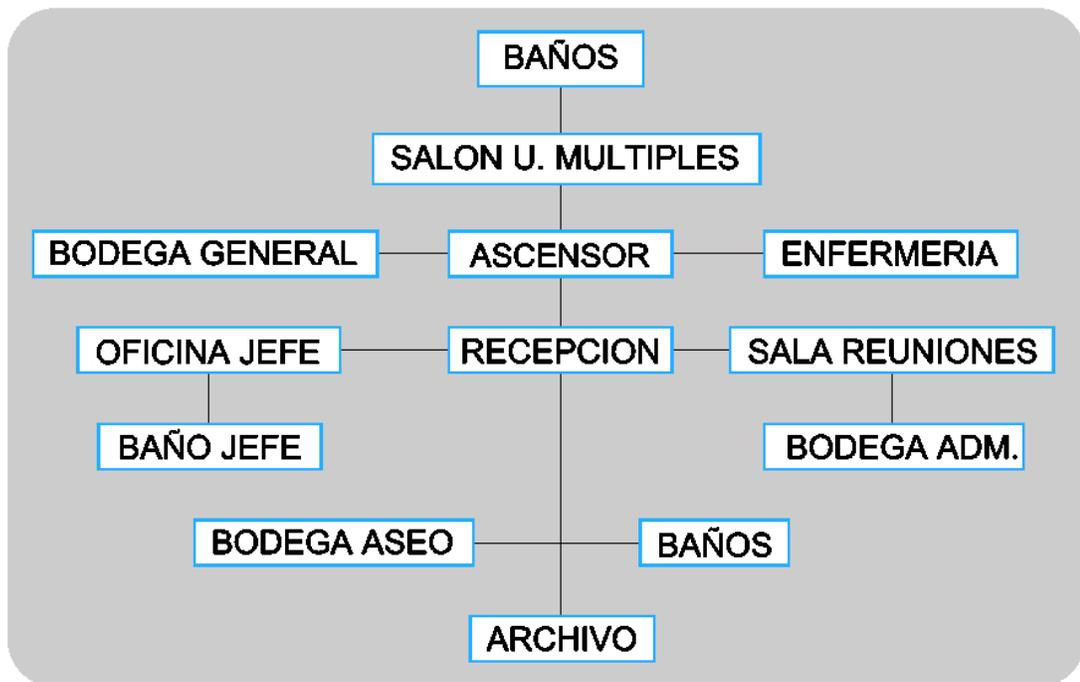 BAÑOS
SALON U. MULTIPLES
BODEGA GENERAL
ASCENSOR
ENFERMERIA
OFICINA JEFE
RECEPCION
SALA REUNIONES
BAÑO JEFE
BODEGA ADM.
BODEGA ASEO
BAÑOS
ARCHIVO